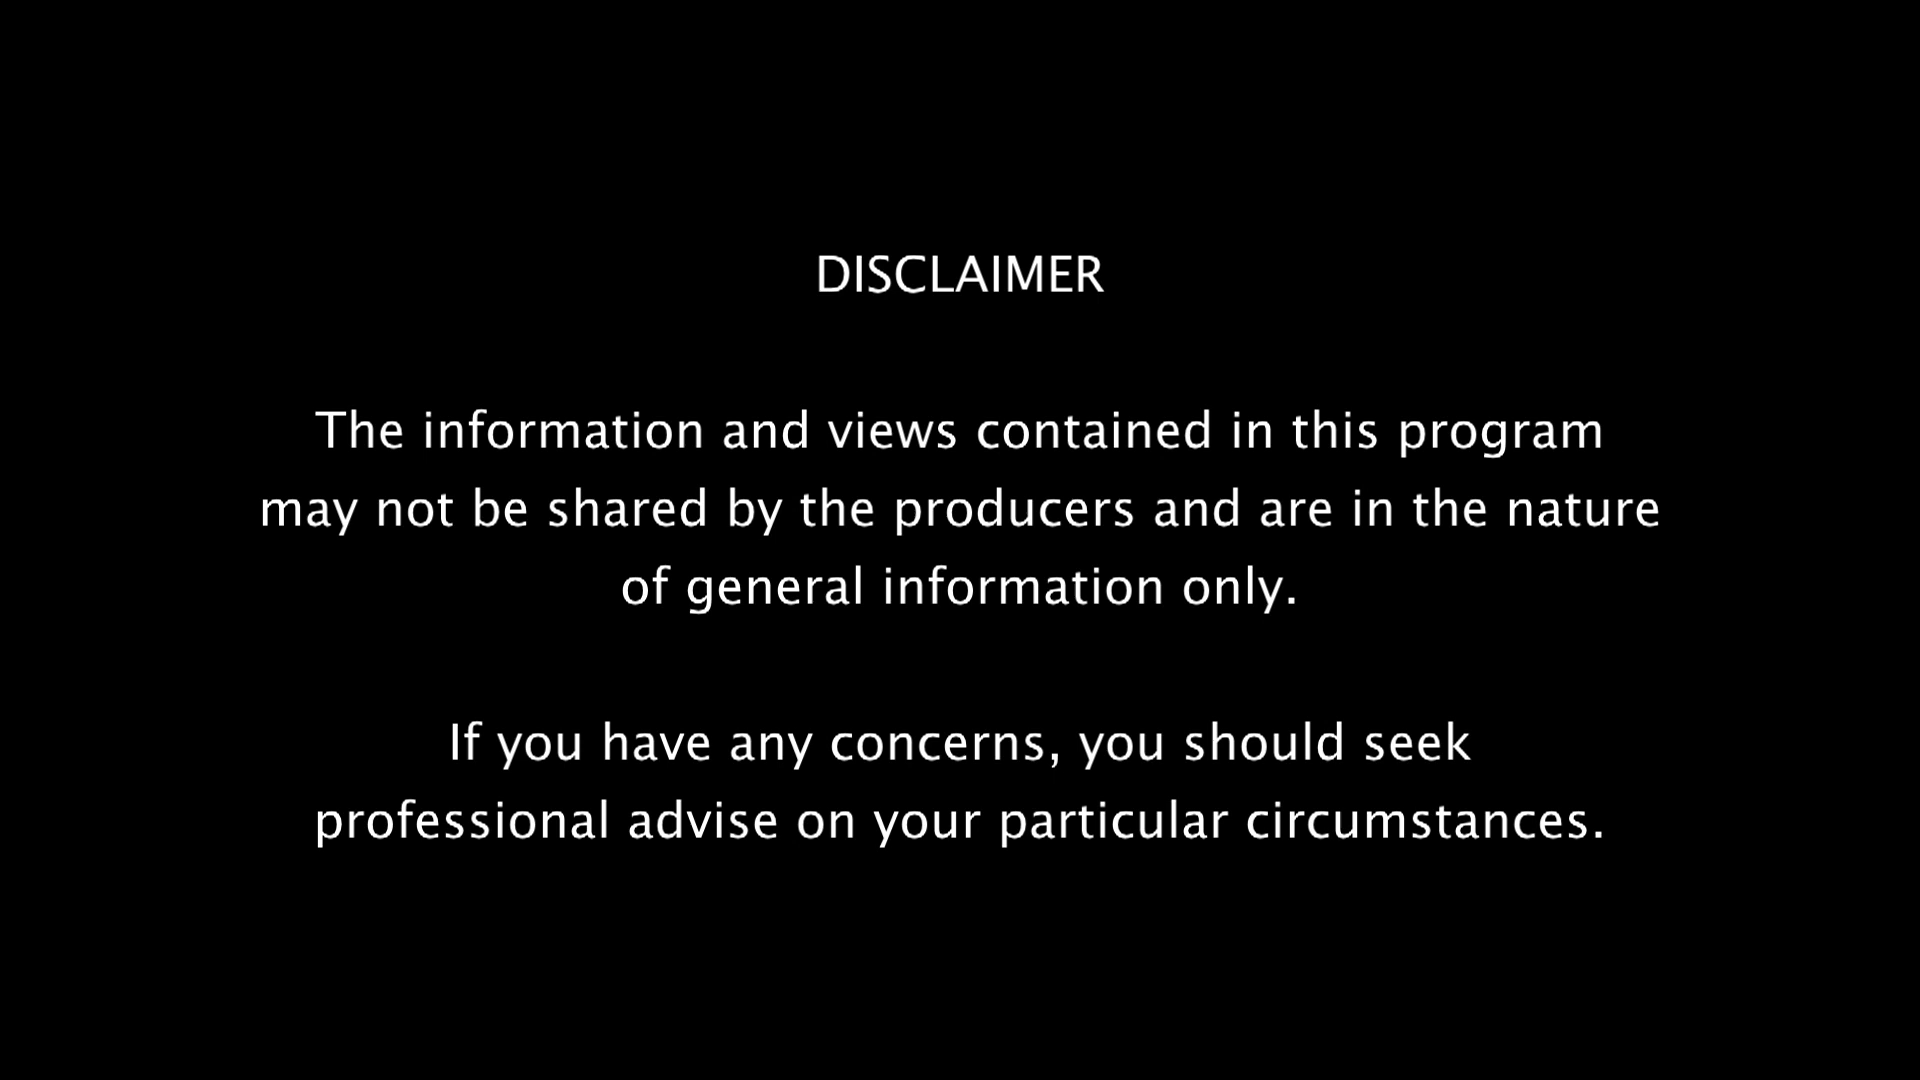 DISCLAIMER
The information and views contained in this program
may not be shared by the producers and are in the nature
of general information only.
If you have any concerns, you should seek
professional advise on your particular circumstances.